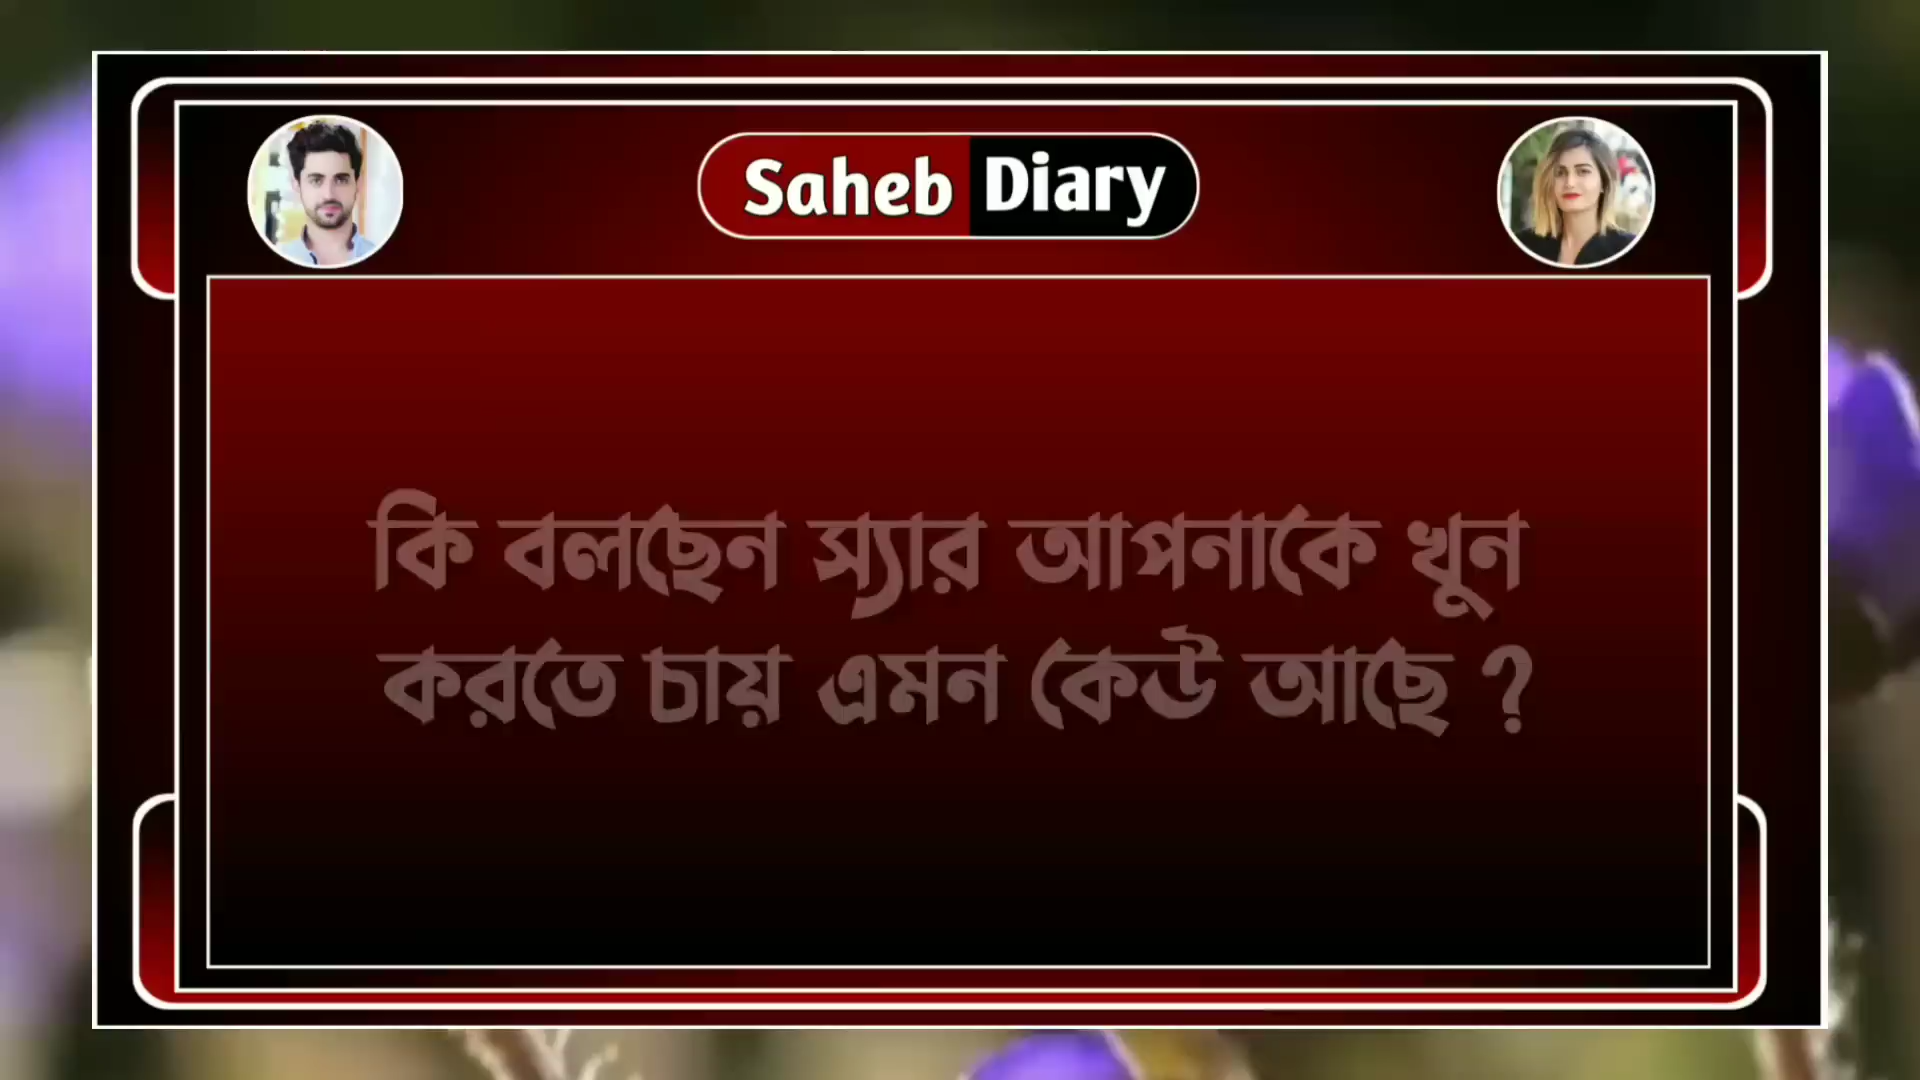 Saheb Diary
কি বলছেন স্যার আপনাকে খুন
করতে চায় এমন কেউ আছে ?